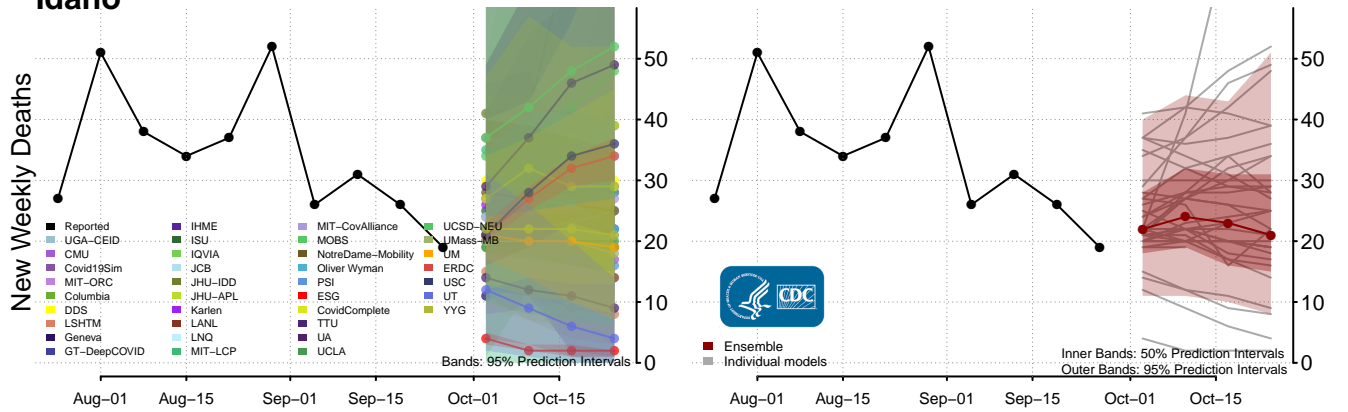 Idaho
New Weekly Deaths
Reported
UGA−CEID
CMU
Covid19Sim
MIT−ORC
Columbia
DDS
LSHTM
Geneva
GT−DeepCOVID
IHME
ISU
IQVIA
JCB
JHU−IDD
JHU−APL
Karlen
LANL
LNQ
MIT−LCP
MIT−CovAlliance
MOBS
NotreDame−Mobility
Oliver Wyman
PSI
ESG
CovidComplete
TTU
UA
UCLA
UCSD−NEU
UMass−MB
UM
ERDC
USC
UT
YYG
Bands: 95% Prediction Intervals
50
40
30
20
10
0
Aug−01 Aug−15 Sep−01 Sep−15 Oct−01 Oct−15
CDC
Ensemble
Individual models
Inner Bands: 50% Prediction Intervals
Outer Bands: 95% Prediction Intervals
50
40
30
20
10
0
Aug−01 Aug−15 Sep−01 Sep−15 Oct−01 Oct−15